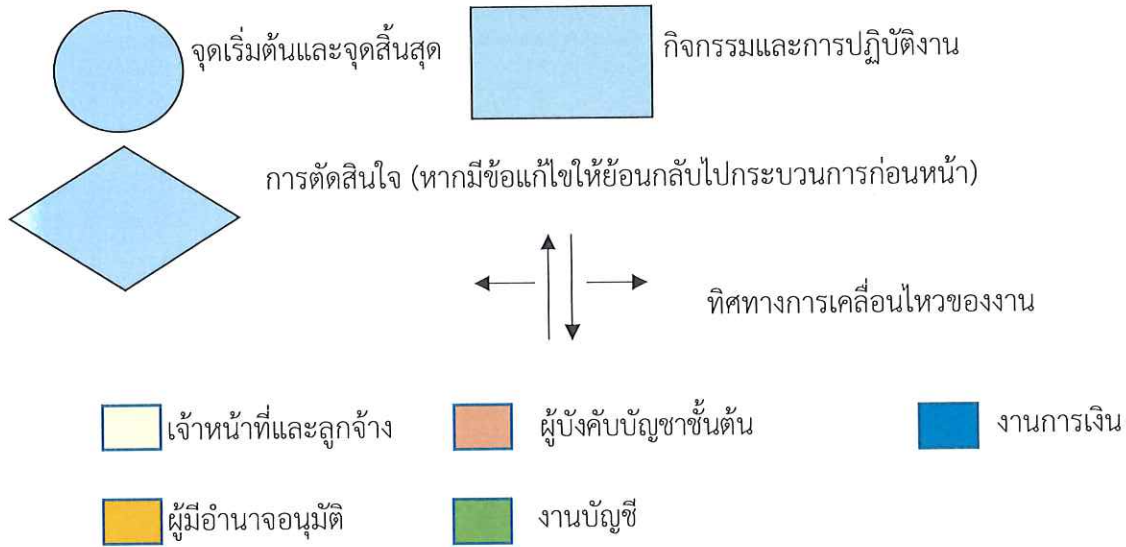 จุดเริ่มต้นและจุดสิ้นสุด กิจกรรมและการปฏิบัติงาน
การตัดสินใจ (หากมีข้อแก้ไขให้ย้อนกลับไปกระบวนการก่อนหน้า)
ทิศทางการเคลื่อนไหวของงาน
เจ้าหน้าที่และลูกจ้าง ผู้บังคับบัญชาชั้นต้น งานการเงิน
ผู้มีอำนาจอนุมัติ งานบัญชี